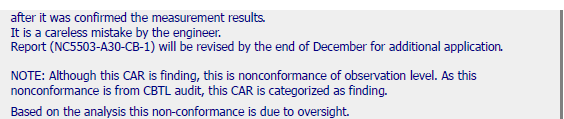 after it was confirmed the measurement results.
It is a careless mistake by the engineer.
Report (NC5503-A30-CB-1) will be revised by the end of December for additional application.
NOTE: Although this CAR is finding, this is nonconformance of observation level. As this
nonconformance is from CBTL audit, this CAR is categorized as finding.
Based on the analysis this non-conformance is due to oversight.